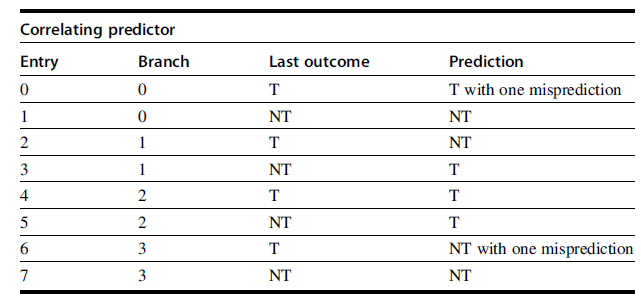 Correlating predictor
Entry Branch Last outcome Prediction
0 0 T T with one misprediction
1 0 NT NT
2 1 T NT
3 1 NT T
4 2 T T
5 2 NT T
6 3 T NT with one misprediction
7 3 NT NT